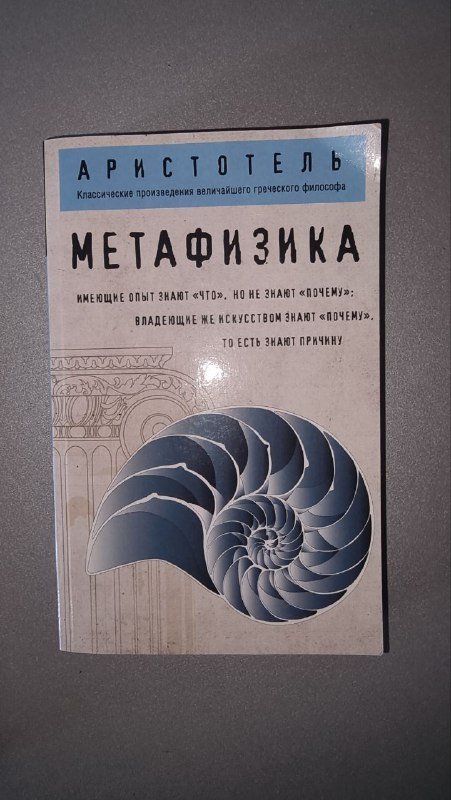 АРИСТОТЕЛЬ
Классические произведения величайшего греческого философа
МЕТАФИЗИКА
ИМЕЮЩИЕ ОПЫТ ЗНАЮТ «ЧТО», НО НЕ ЗНАЮТ «ПОЧЕМУ»;
ВЛАДЕЮЩИЕ ЖЕ ИСКУССТВОМ ЗНАЮТ «ПОЧЕМУ»,
ТО ЕСТЬ ЗНАЮТ ПРИЧИНУ